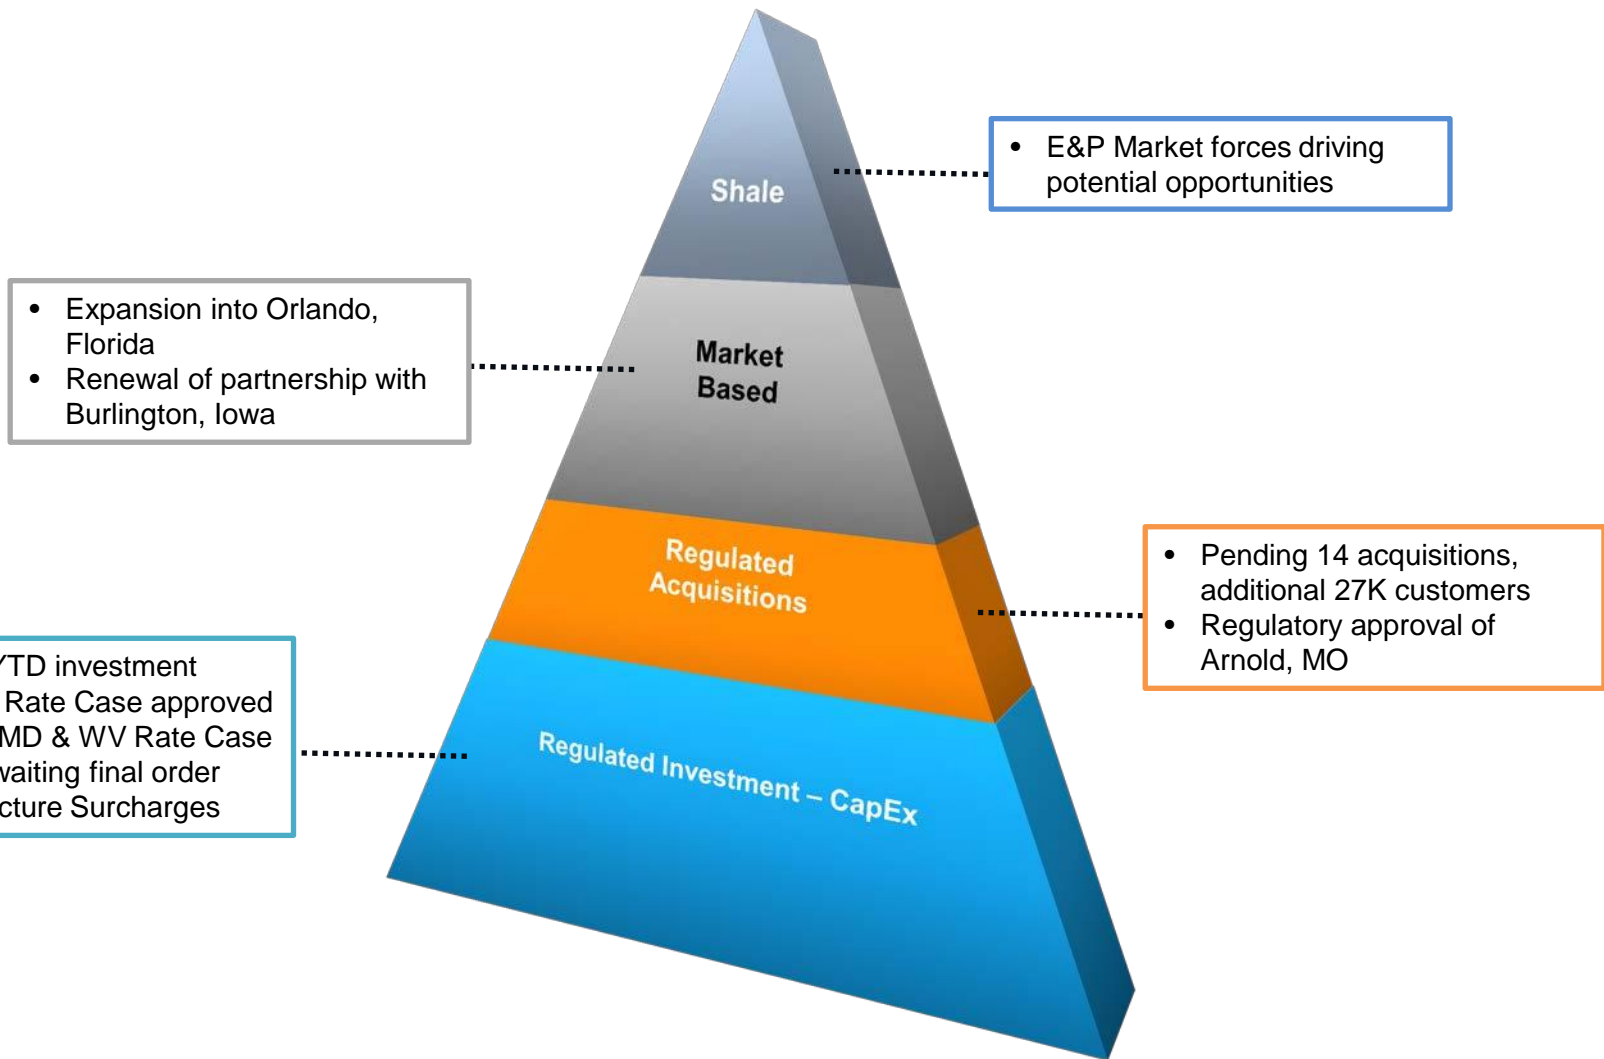 Shale
• E&P Market forces driving
potential opportunities
• Expansion into Orlando,
Florida
• Renewal of partnership with
Burlington, Iowa
Market
Based
Regulated
Acquisitions
• Pending 14 acquisitions,
additional 27K customers
• Regulatory approval of
Arnold, MO
YTD investment
Rate Case approved
MD & WV Rate Case
waiting final order
cture Surcharges
Regulated Investment – CapEx